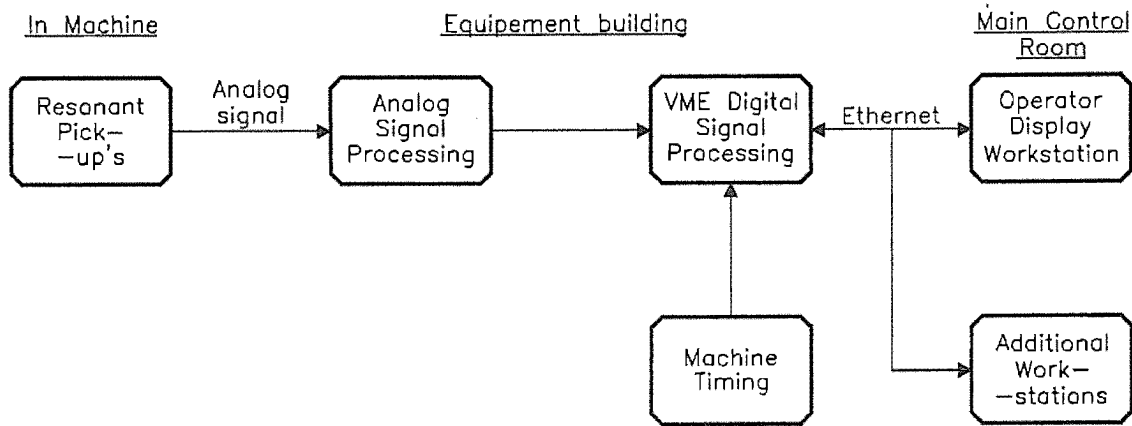 In Machine
Equipement building
Main Control
Room
Resonant
Pick-
-up's
Analog
signal
Analog
Signal
Processing
VME Digital
Signal
Processing
Ethernet
Operator
Display
Workstation
Machine
Timing
Additional
Work-
-stations